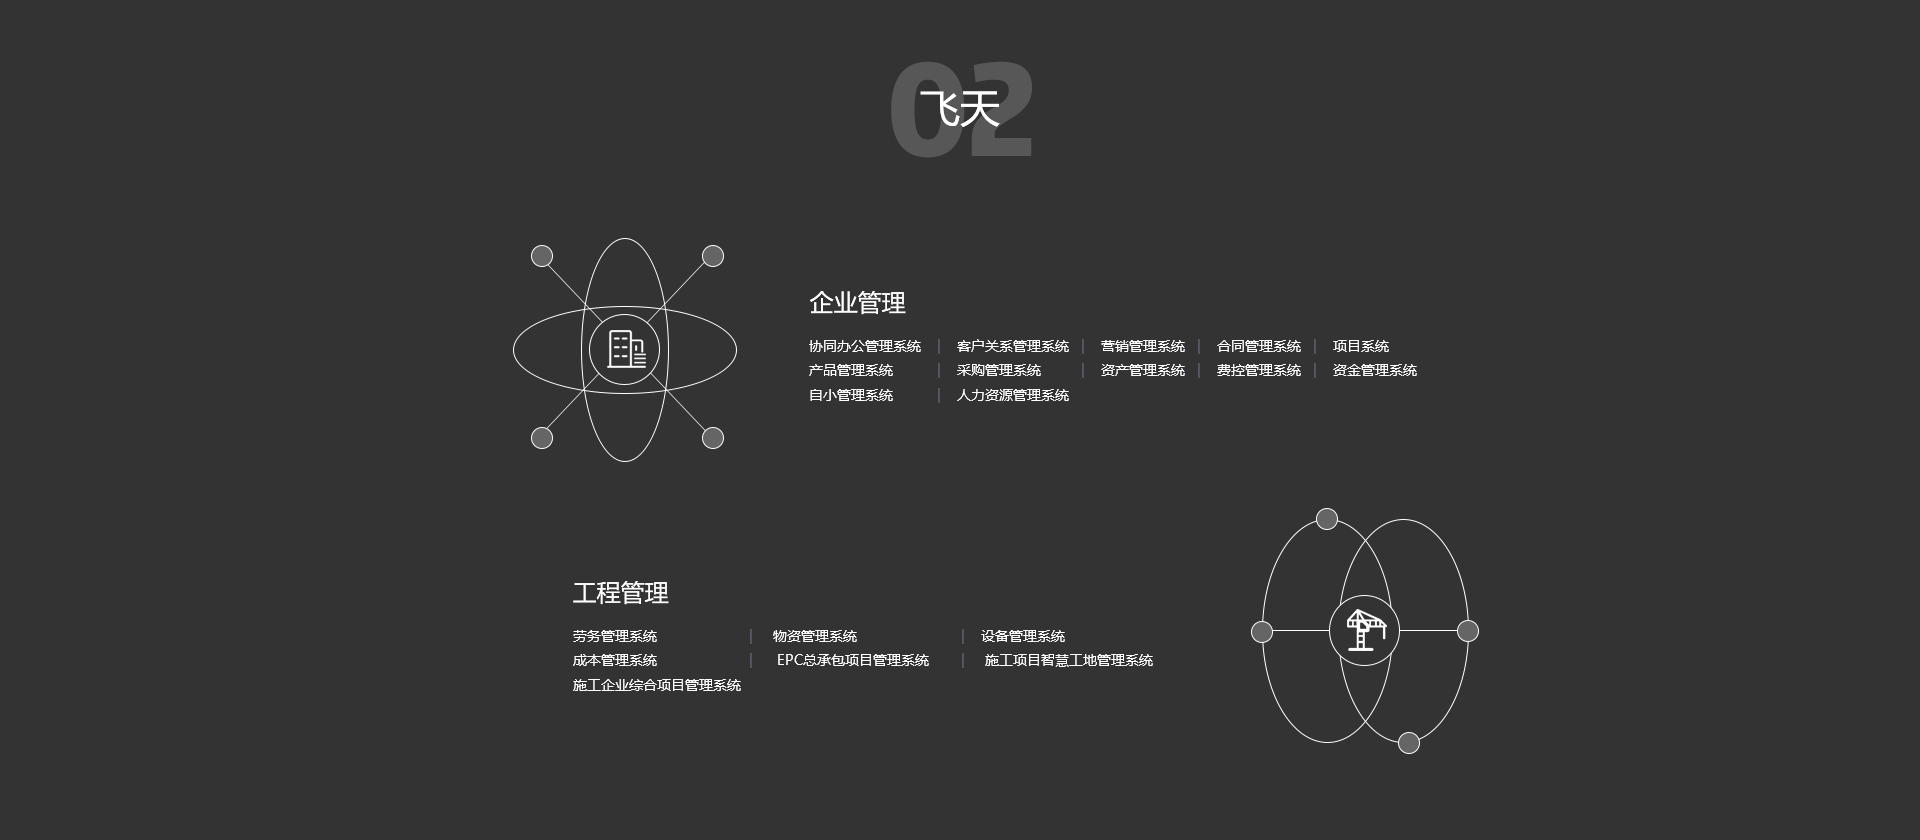 02
飞天
企业管理
协同办公管理系统 | 客户关系管理系统 | 营销管理系统 | 合同管理系统 | 项目系统
产品管理系统 | 采购管理系统 | 资产管理系统 | 费控管理系统 | 资金管理系统
自小管理系统 | 人力资源管理系统
工程管理
劳务管理系统 | 物资管理系统 | 设备管理系统
成本管理系统 | EPC总承包项目管理系统 | 施工项目智慧工地管理系统
施工企业综合项目管理系统